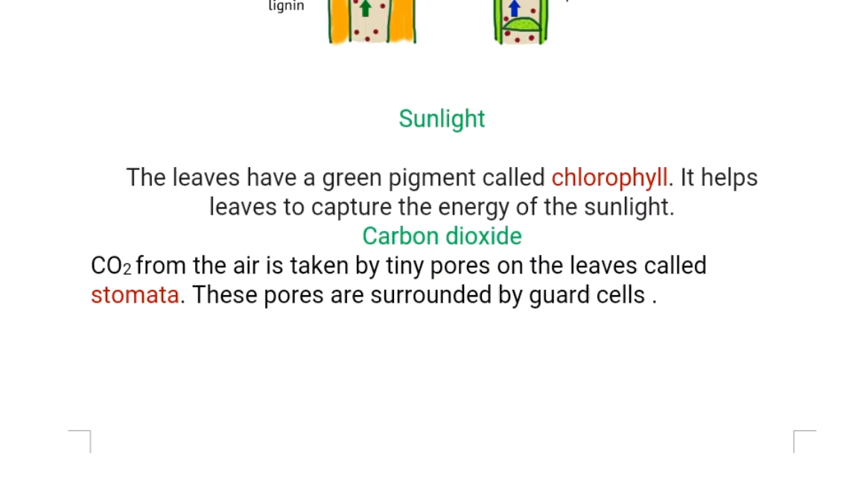 lignin
Sunlight
The leaves have a green pigment called chlorophyll. It helps
leaves to capture the energy of the sunlight.
Carbon dioxide
CO2 from the air is taken by tiny pores on the leaves called
stomata. These pores are surrounded by guard cells .